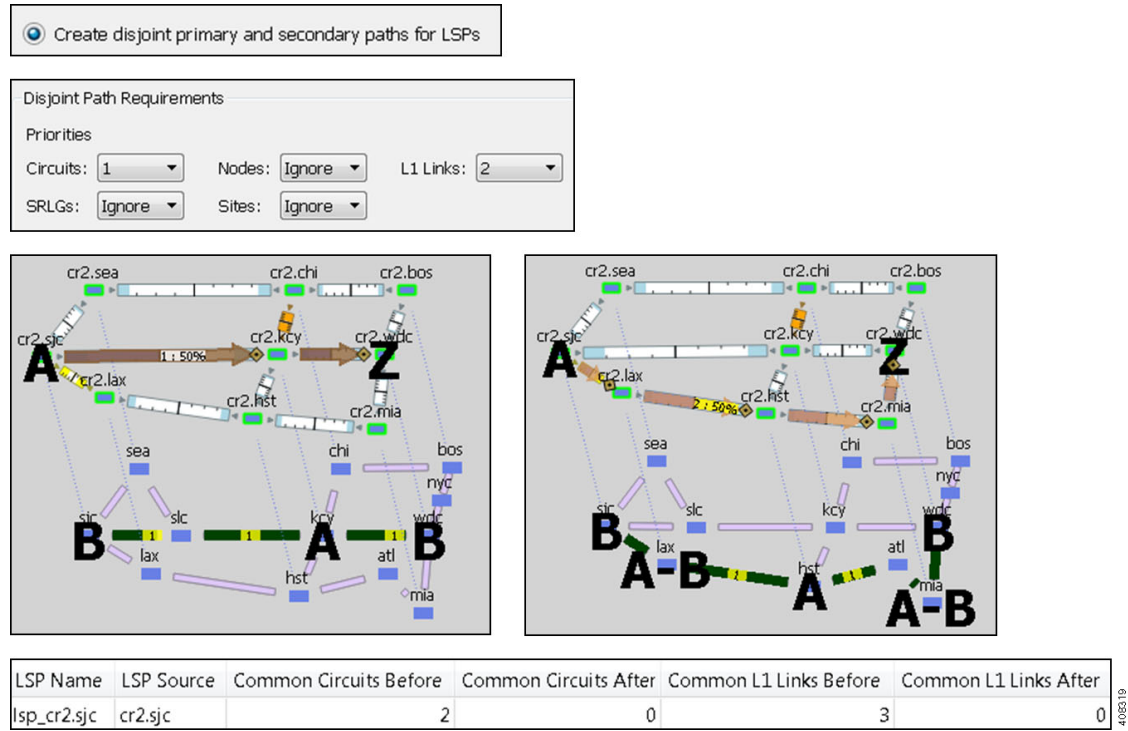 Create disjoint primary and secondary paths for LSPs
Disjoint Path Requirements
Priorities
Circuits: 1 Nodes: Ignore L1 Links: 2
SRLGs: Ignore Sites: Ignore
cr2.sea cr2.chi cr2.bos
cr2.sjc cr2.kcy cr2.wdc
A 1 : 50% Z
cr2.lax
cr2.hst
cr2.mia
sea chi bos
nyc
sjc slc kcy wdc
B 1 1 A 1 B
lax atl
hst
mia
cr2.sea cr2.chi cr2.bos
cr2.sjc cr2.kcy cr2.wdc
A Z
cr2.lax
2 : 50% cr2.hst
cr2.mia
sea chi bos
nyc
sjc slc kcy wdc
B B
lax atl
A-B 1 hst 1
A mia
A-B
LSP Name LSP Source Common Circuits Before Common Circuits After Common L1 Links Before Common L1 Links After
lsp_cr2.sjc cr2.sjc 2 0 3 0
408319